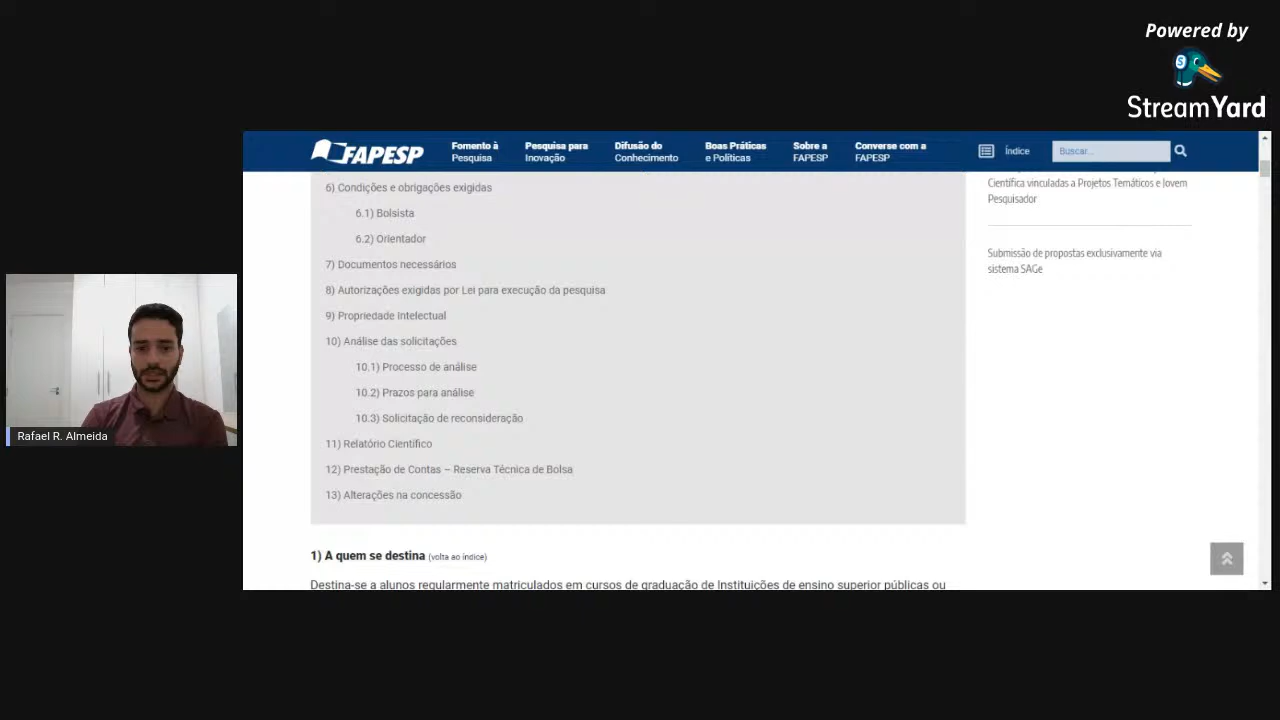 Powered by
StreamYard
FAPESP
Fomento à
Pesquisa
Pesquisa para
Inovação
Difusão do
Conhecimento
Boas Práticas
e Políticas
Sobre a
FAPESP
Converse com a
FAPESP
Índice
Buscar...
6) Condições e obrigações exigidas
6.1) Bolsista
6.2) Orientador
7) Documentos necessários
8) Autorizações exigidas por Lei para execução da pesquisa
9) Propriedade Intelectual
10) Análise das solicitações
10.1) Processo de análise
10.2) Prazos para análise
10.3) Solicitação de reconsideração
11) Relatório Científico
12) Prestação de Contas – Reserva Técnica de Bolsa
13) Alterações na concessão
Científica vinculadas a Projetos Temáticos e Jovem
Pesquisador
Submissão de propostas exclusivamente via
sistema SAGe
1) A quem se destina (volta ao índice)
Destina-se a alunos regularmente matriculados em cursos de graduação de Instituições de ensino superior públicas ou
Rafael R. Almeida